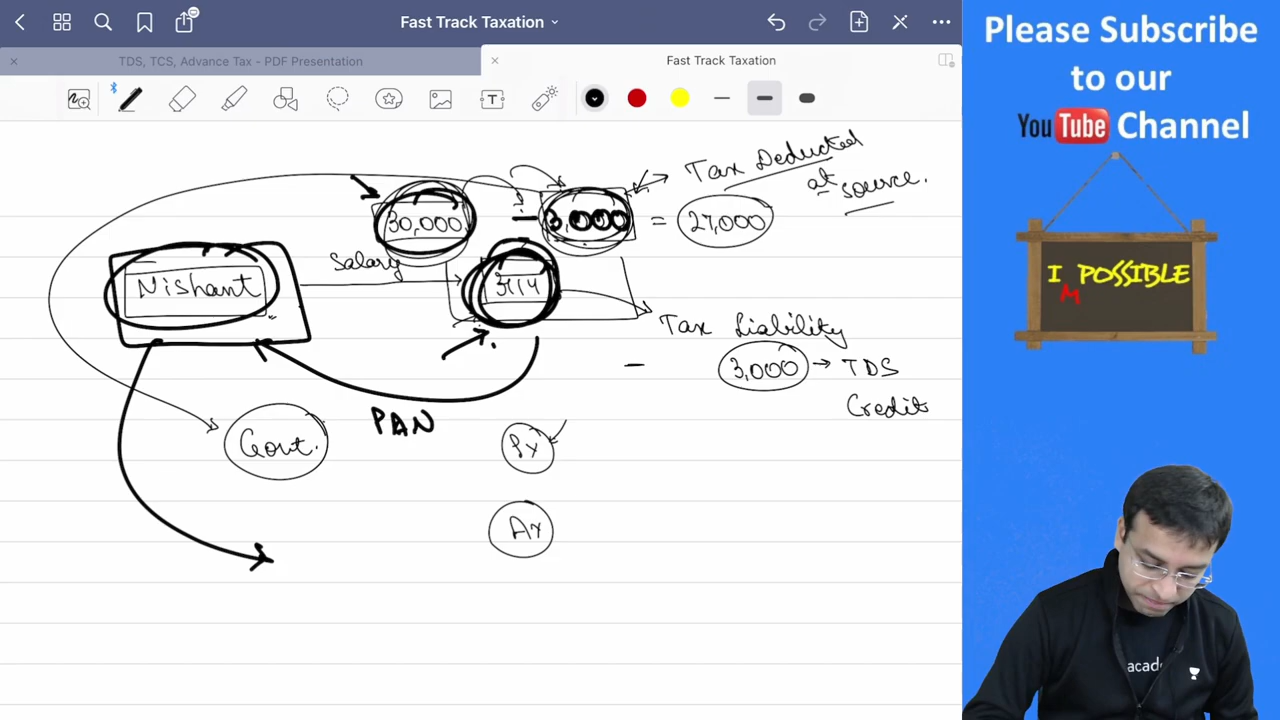 Fast Track Taxation
TDS, TCS, Advance Tax - PDF Presentation
Fast Track Taxation
Please Subscribe
to our
YouTube Channel
I POSSIBLE
M
Tax Deducted
at source.
30,000 - 3,000 = 27,000
Nishant
Salary
Tax Liability
- 3,000 → TDS
Credit
PAN
Govt.
acade